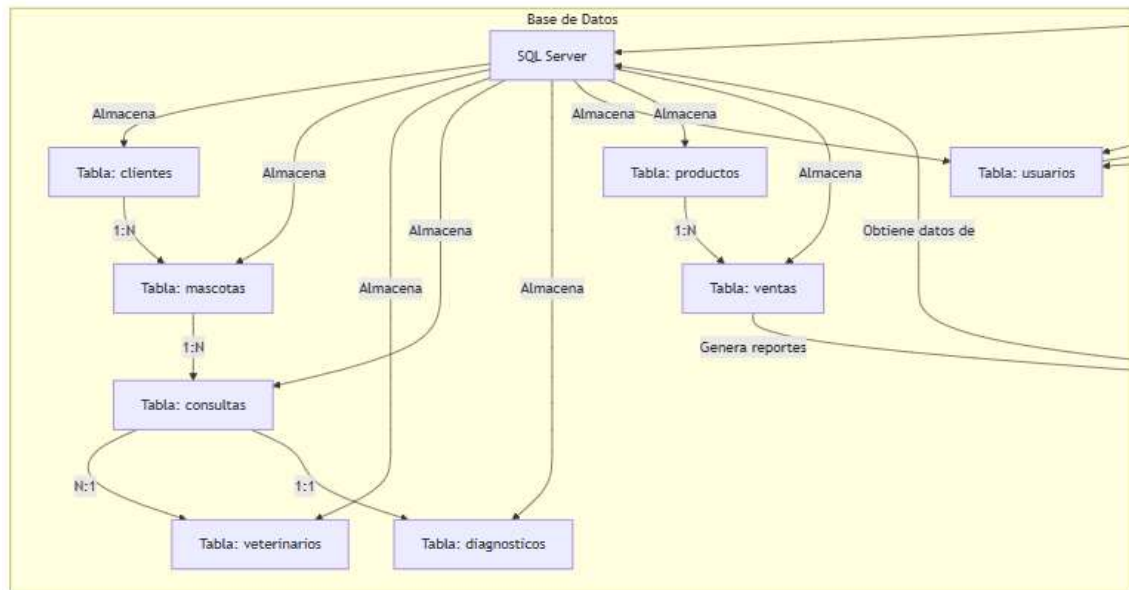 Base de Datos
SQL Server
Almacena
Almacena
Almacena
Tabla: clientes
Almacena
Tabla: productos
Almacena
Tabla: usuarios
1:N
Almacena
1:N
Obtiene datos de
Tabla: mascotas
Almacena
Almacena
Tabla: ventas
1:N
Genera reportes
Tabla: consultas
N:1
1:1
Tabla: veterinarios
Tabla: diagnosticos